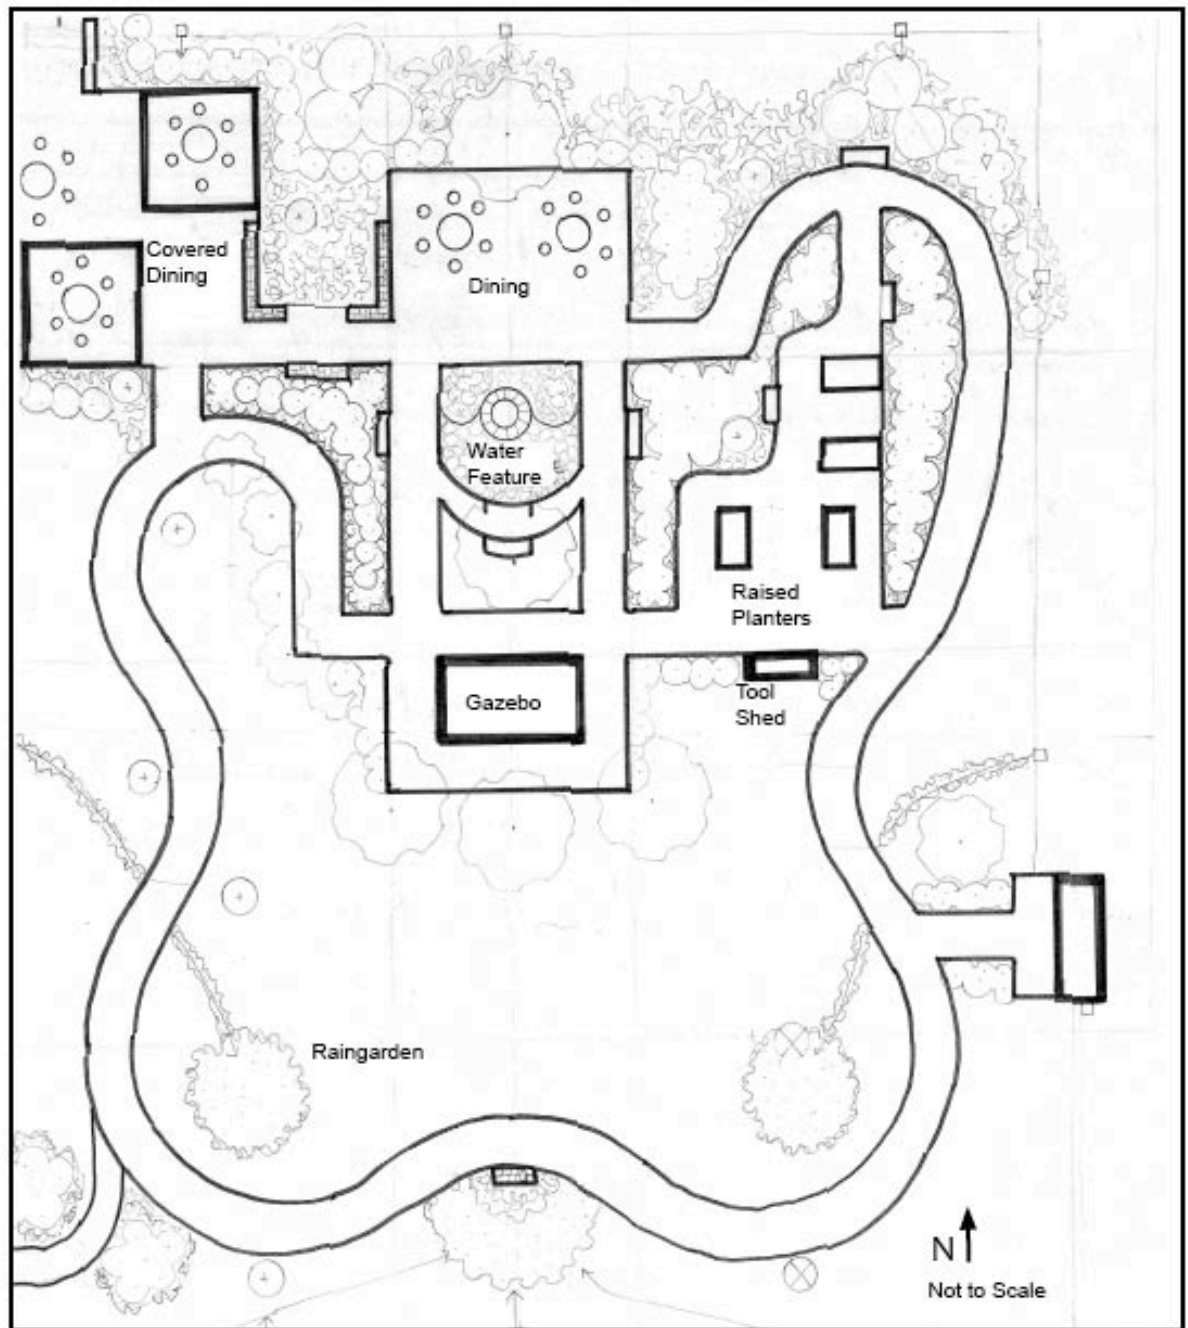 Covered
Dining
Dining
Water
Feature
Raised
Planters
Gazebo
Tool
Shed
Raingarden
N
Not to Scale